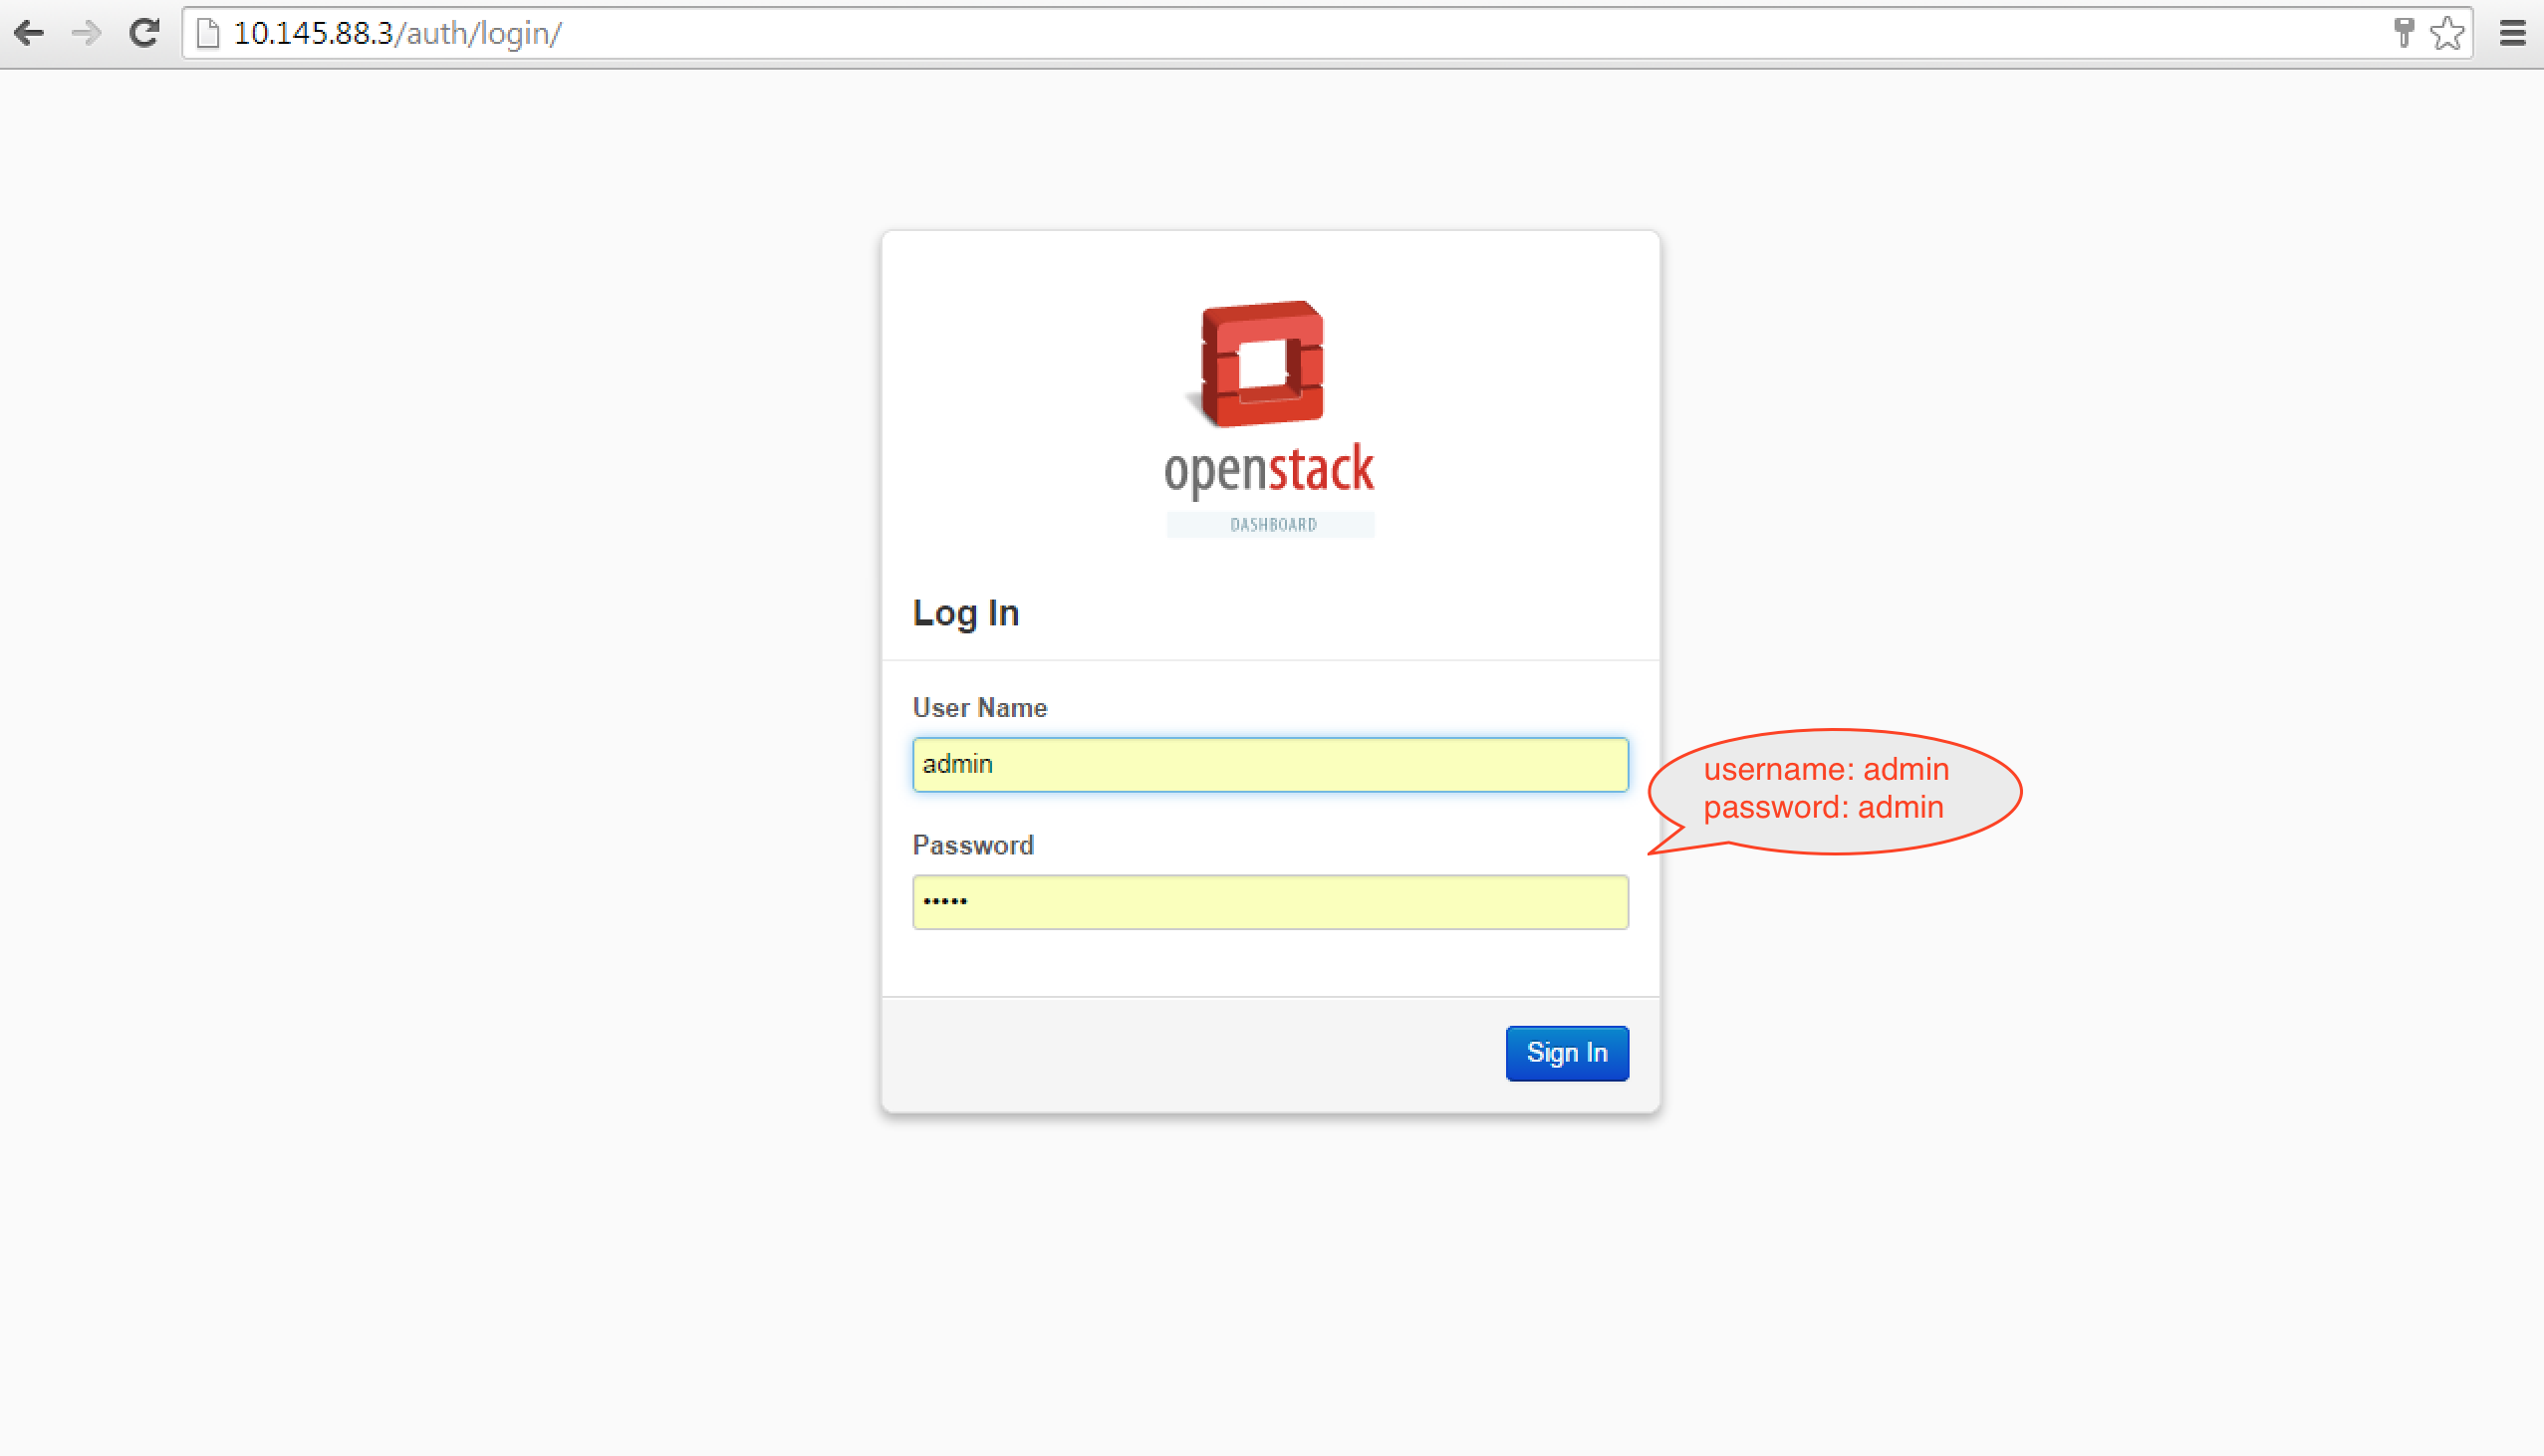 10.145.88.3/auth/login/
openstack
DASHBOARD
Log In
User Name
admin
username: admin
password: admin
Password
•••••
Sign In